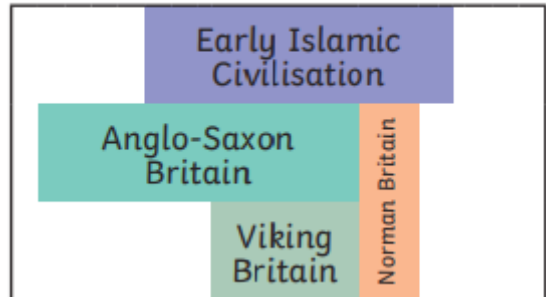 Early Islamic
Civilisation
Anglo-Saxon
Britain
Norman Britain
Viking
Britain